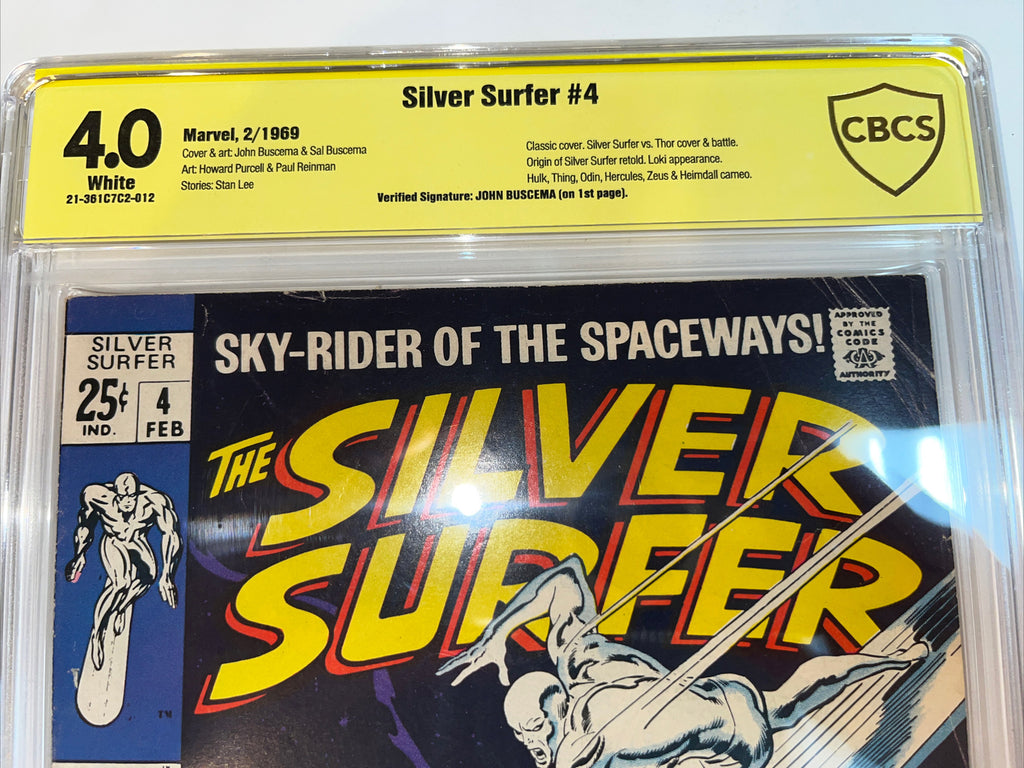 Silver Surfer #4
4.0
White
21-361C7C2-012
Marvel, 2/1969
Cover & art: John Buscema & Sal Buscema
Art: Howard Purcell & Paul Reinman
Stories: Stan Lee
Classic cover. Silver Surfer vs. Thor cover & battle.
Origin of Silver Surfer retold. Loki appearance.
Hulk, Thing, Odin, Hercules, Zeus & Heimdall cameo.
Verified Signature: JOHN BUSCEMA (on 1st page).
CBCS
SILVER
SURFER
25¢
IND.
4
FEB
SKY-RIDER OF THE SPACEWAYS!
APPROVED
BY THE
COMICS
CODE
CA
AUTHORITY
THE SILVER
SURFER
TM